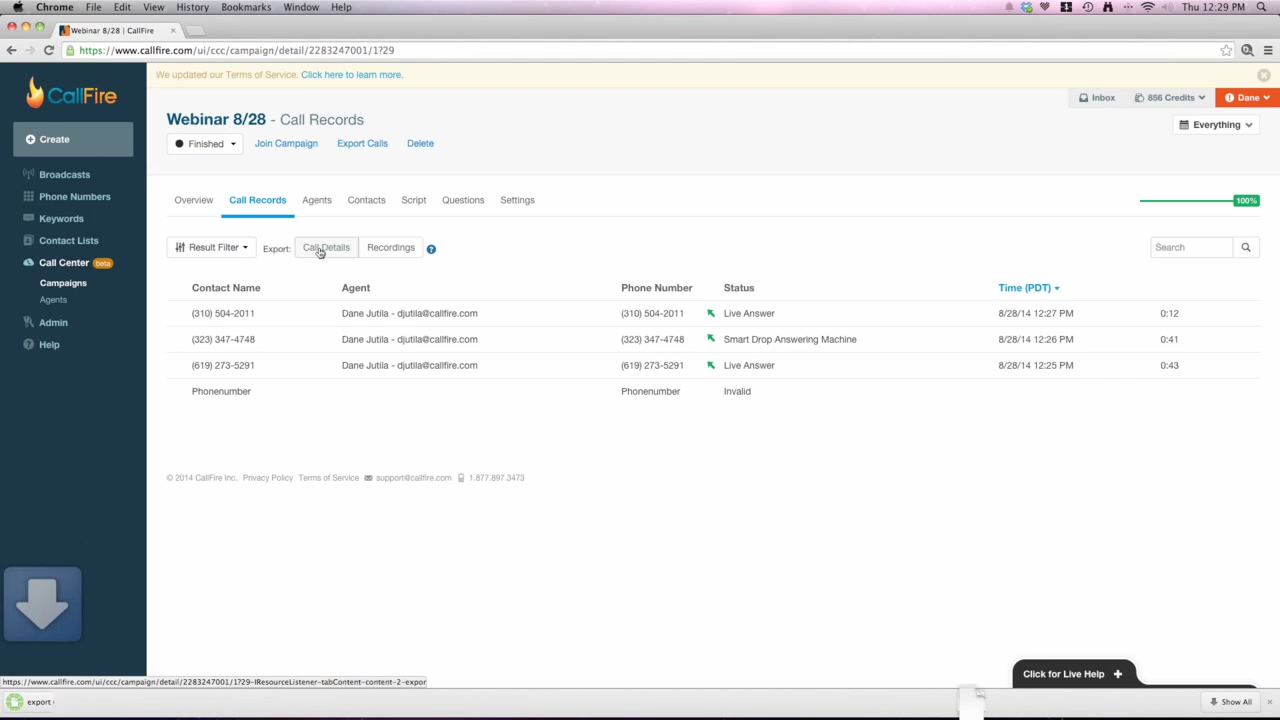 Chrome File Edit View History Bookmarks Window Help Thu 12:29 PM
Webinar 8/28 | CallFire
https://www.callfire.com/ui/ccc/campaign/detail/2283247001/1?29
We updated our Terms of Service. Click here to learn more.
CallFire
Inbox 856 Credits Dane
Webinar 8/28 - Call Records
Everything
Create
Finished Join Campaign Export Calls Delete
Broadcasts
Phone Numbers
Keywords
Contact Lists
Call Center beta
Campaigns
Agents
Admin
Help
Overview Call Records Agents Contacts Script Questions Settings 100%
Result Filter Export: Call Details Recordings ? Search
Contact Name Agent Phone Number Status Time (PDT)
(310) 504-2011 Dane Jutila - djutila@callfire.com (310) 504-2011 Live Answer 8/28/14 12:27 PM 0:12
(323) 347-4748 Dane Jutila - djutila@callfire.com (323) 347-4748 Smart Drop Answering Machine 8/28/14 12:26 PM 0:41
(619) 273-5291 Dane Jutila - djutila@callfire.com (619) 273-5291 Live Answer 8/28/14 12:25 PM 0:43
Phonenumber Phonenumber Invalid
© 2014 CallFire Inc. Privacy Policy Terms of Service support@callfire.com 1.877.897.3473
Click for Live Help +
https://www.callfire.com/ui/ccc/campaign/detail/2283247001/1?29-IResourceListener-tabContent-content-2-expor
export Show All